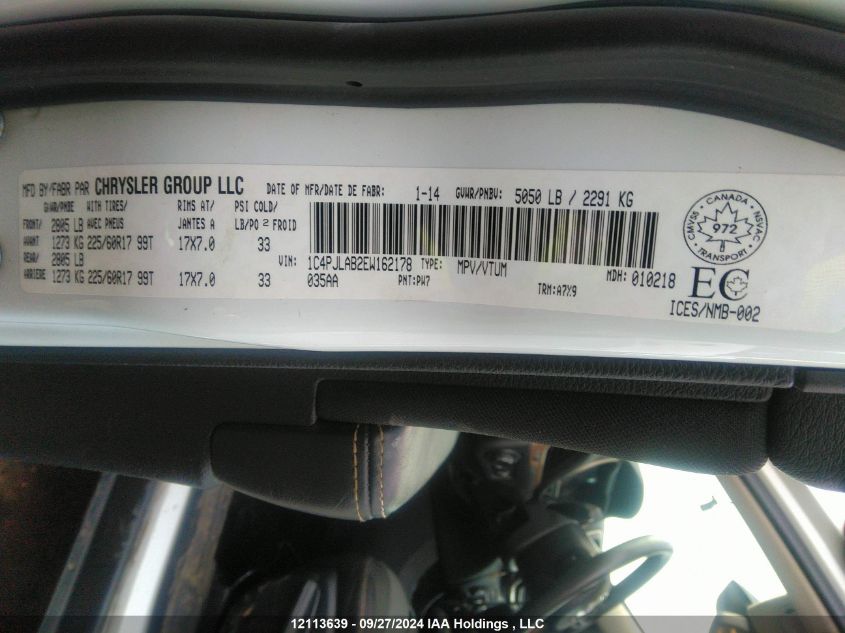 MFD BY/FABR PAR CHRYSLER GROUP LLC DATE OF MFR/DATE DE FABR: 1-14 GVWR/PNBV: 5050 LB / 2291 KG
GAWR/PNBE WITH TIRES/ RIMS AT/ PSI COLD/
FRONT/ 2805 LB AVEC PNEUS JANTES A LB/PO 2 FROID
AVANT 1273 KG 225/60R17 99T 17X7.0 33
REAR/ 2805 LB
ARRIERE 1273 KG 225/60R17 99T 17X7.0 33
VIN: 1C4PJLAB2EW162178 TYPE: MPV/VTUM MDH: 010218
035AA PNT:PW7 TRM:A7X9
CANADA
CMVSS NSVAC
972
TRANSPORT
EC
ICES/NMB-002
12113639 - 09/27/2024 IAA Holdings, LLC